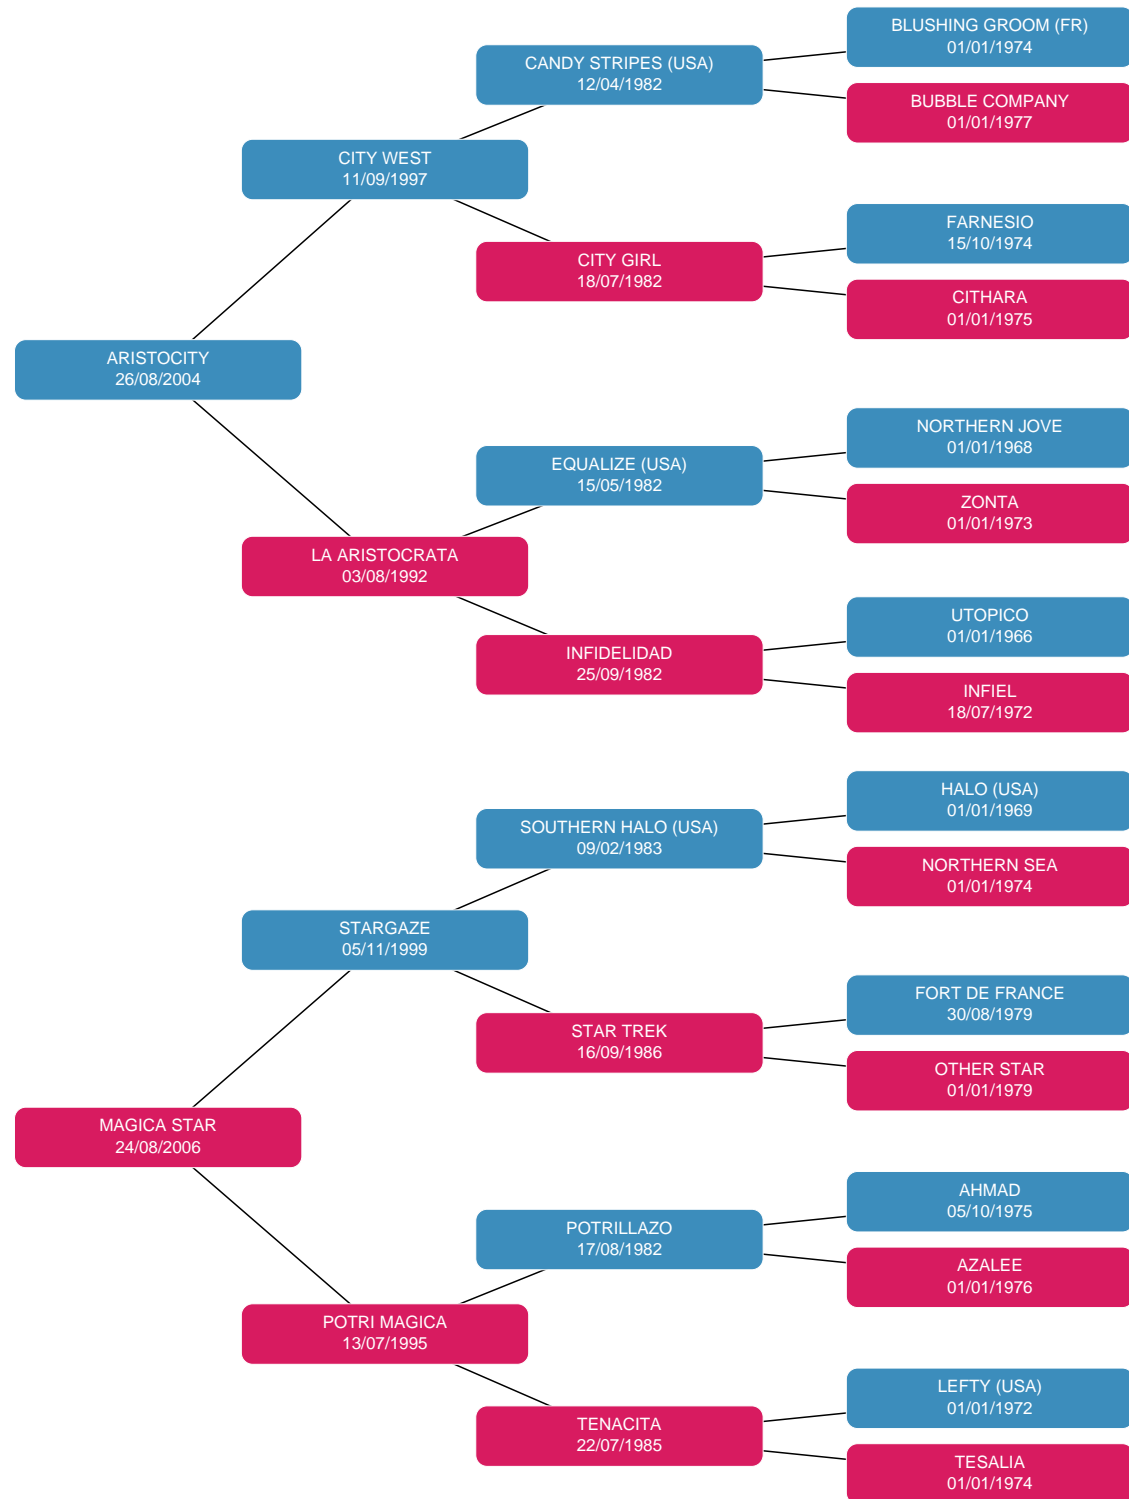 BLUSHING GROOM (FR)
01/01/1974
CANDY STRIPES (USA)
12/04/1982
BUBBLE COMPANY
01/01/1977
CITY WEST
11/09/1997
FARNESIO
15/10/1974
CITY GIRL
18/07/1982
CITHARA
01/01/1975
ARISTOCITY
26/08/2004
NORTHERN JOVE
01/01/1968
EQUALIZE (USA)
15/05/1982
ZONTA
01/01/1973
LA ARISTOCRATA
03/08/1992
UTOPICO
01/01/1966
INFIDELIDAD
25/09/1982
INFIEL
18/07/1972
HALO (USA)
01/01/1969
SOUTHERN HALO (USA)
09/02/1983
NORTHERN SEA
01/01/1974
STARGAZE
05/11/1999
FORT DE FRANCE
30/08/1979
STAR TREK
16/09/1986
OTHER STAR
01/01/1979
MAGICA STAR
24/08/2006
AHMAD
05/10/1975
POTRILLAZO
17/08/1982
AZALEE
01/01/1976
POTRI MAGICA
13/07/1995
LEFTY (USA)
01/01/1972
TENACITA
22/07/1985
TESALIA
01/01/1974